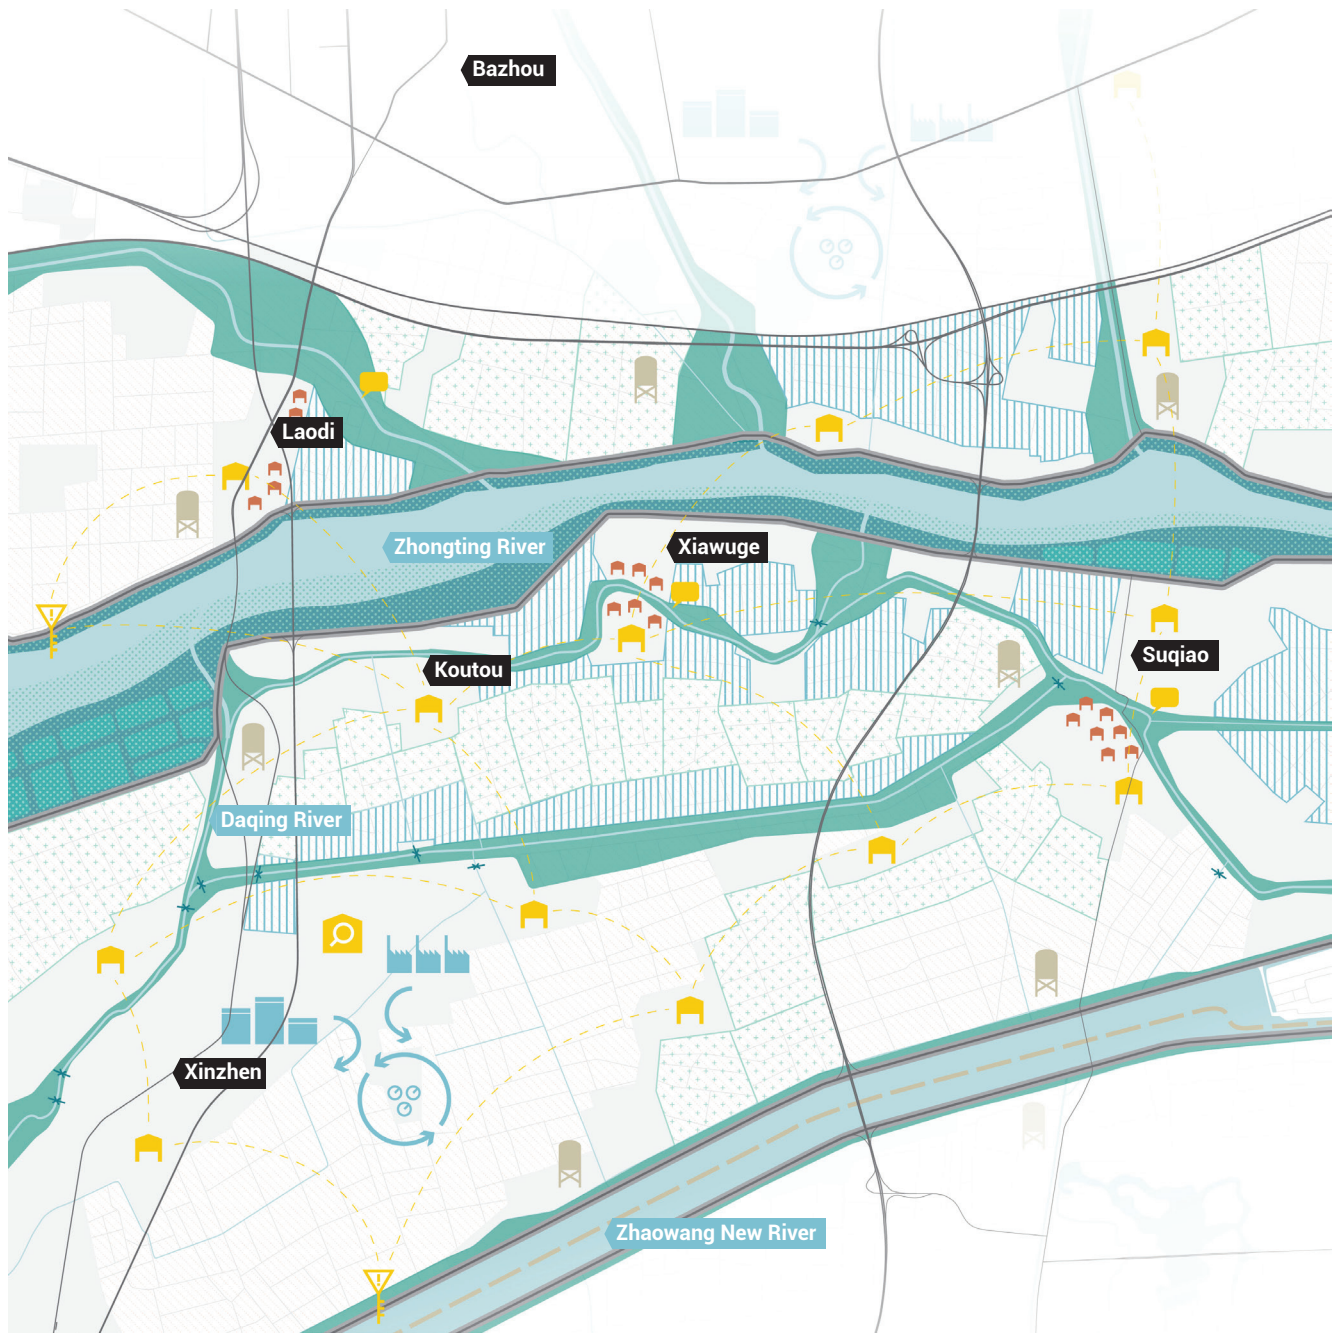 Bazhou
Laodi
Zhongting River
Xiawuge
Koutou
Suqiao
Daqing River
Xinzhen
Zhaowang New River